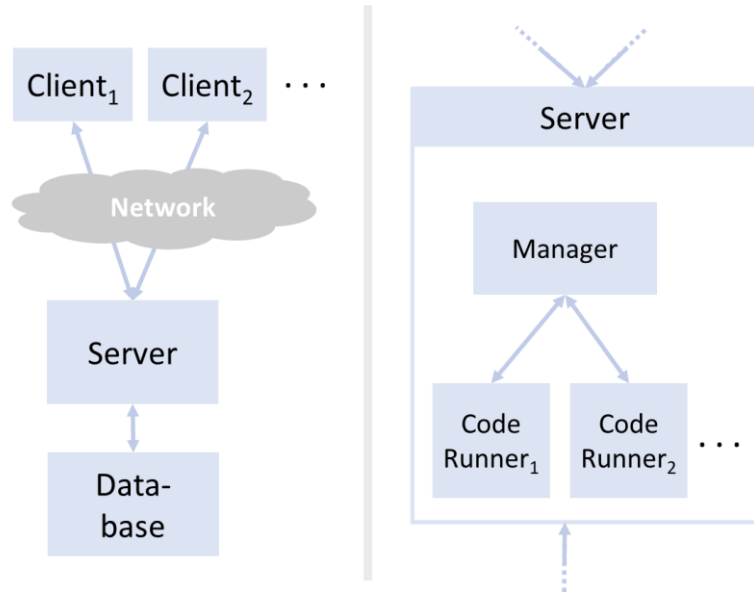 Client₁ Client₂ ...
Network
Server
Data-
base
Server
Manager
Code
Runner₁
Code
Runner₂
...